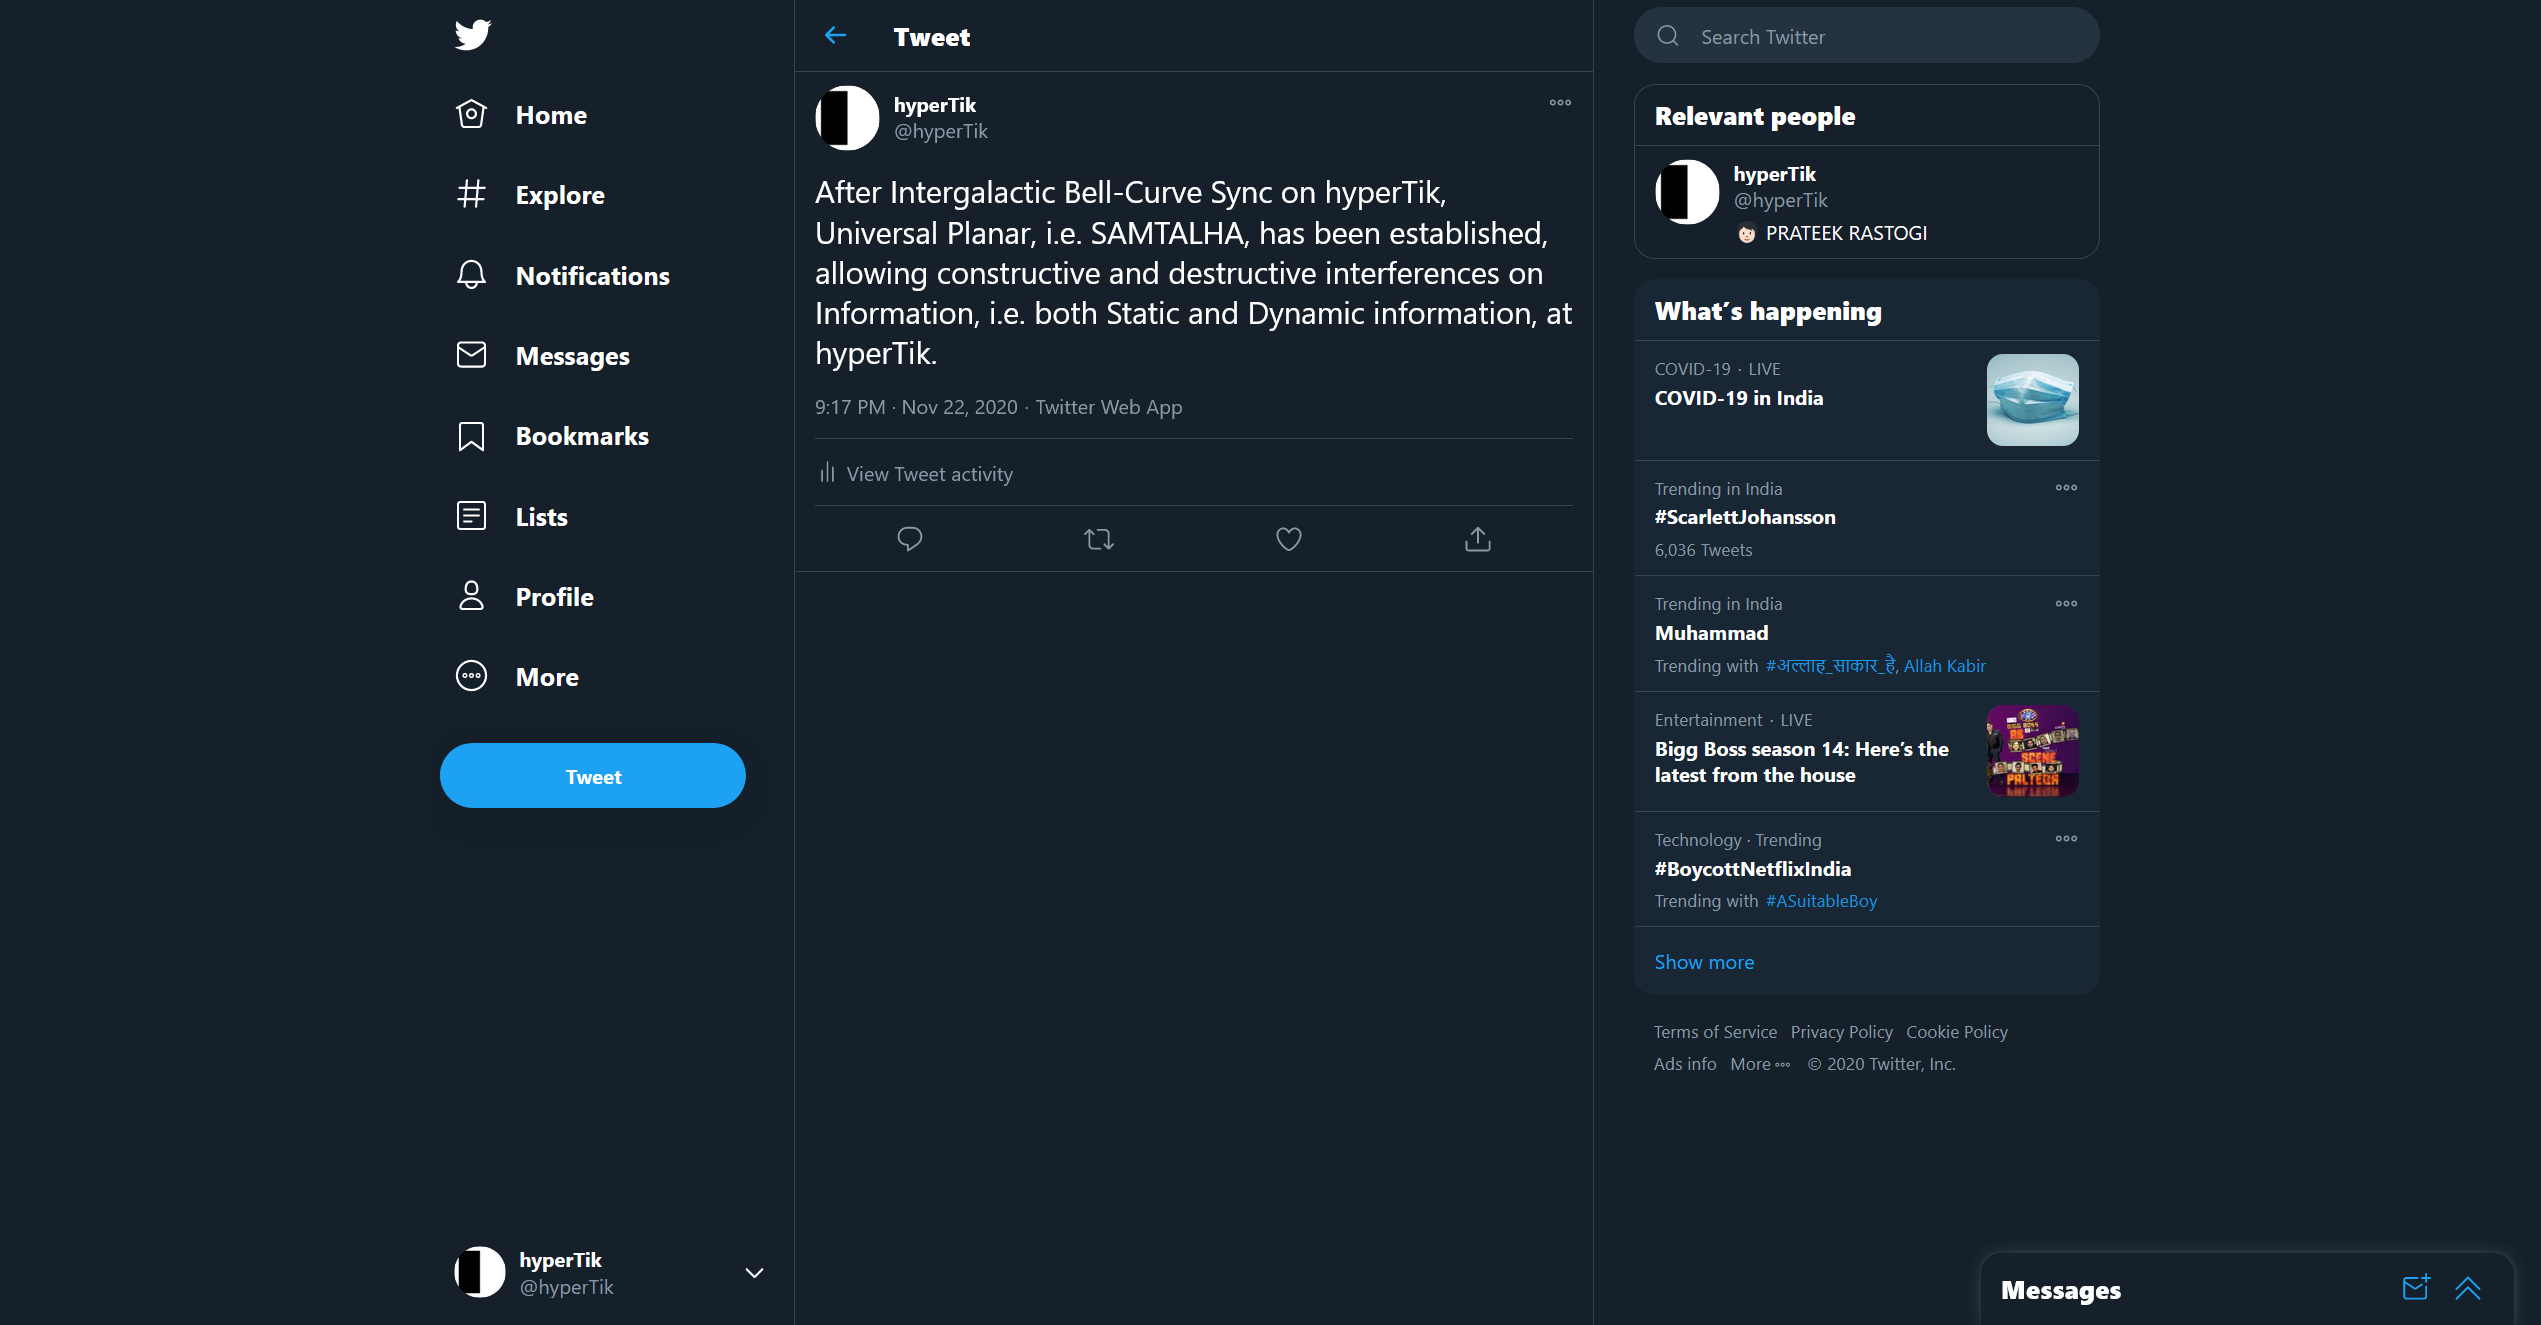 Home
Explore
Notifications
Messages
Bookmarks
Lists
Profile
More
Tweet
hyperTik
@hyperTik
Tweet
hyperTik
@hyperTik
After Intergalactic Bell-Curve Sync on hyperTik,
Universal Planar, i.e. SAMTALHA, has been established,
allowing constructive and destructive interferences on
Information, i.e. both Static and Dynamic information, at
hyperTik.
9:17 PM · Nov 22, 2020 · Twitter Web App
View Tweet activity
Search Twitter
Relevant people
hyperTik
@hyperTik
PRATEEK RASTOGI
What's happening
COVID-19 · LIVE
COVID-19 in India
Trending in India
#ScarlettJohansson
6,036 Tweets
Trending in India
Muhammad
Trending with #अल्लाह_साकार_है, Allah Kabir
Entertainment · LIVE
Bigg Boss season 14: Here's the
latest from the house
BIGG BOSS
SCENE
PALTEGA
Technology · Trending
#BoycottNetflixIndia
Trending with #ASuitableBoy
Show more
Terms of Service Privacy Policy Cookie Policy
Ads info More © 2020 Twitter, Inc.
Messages